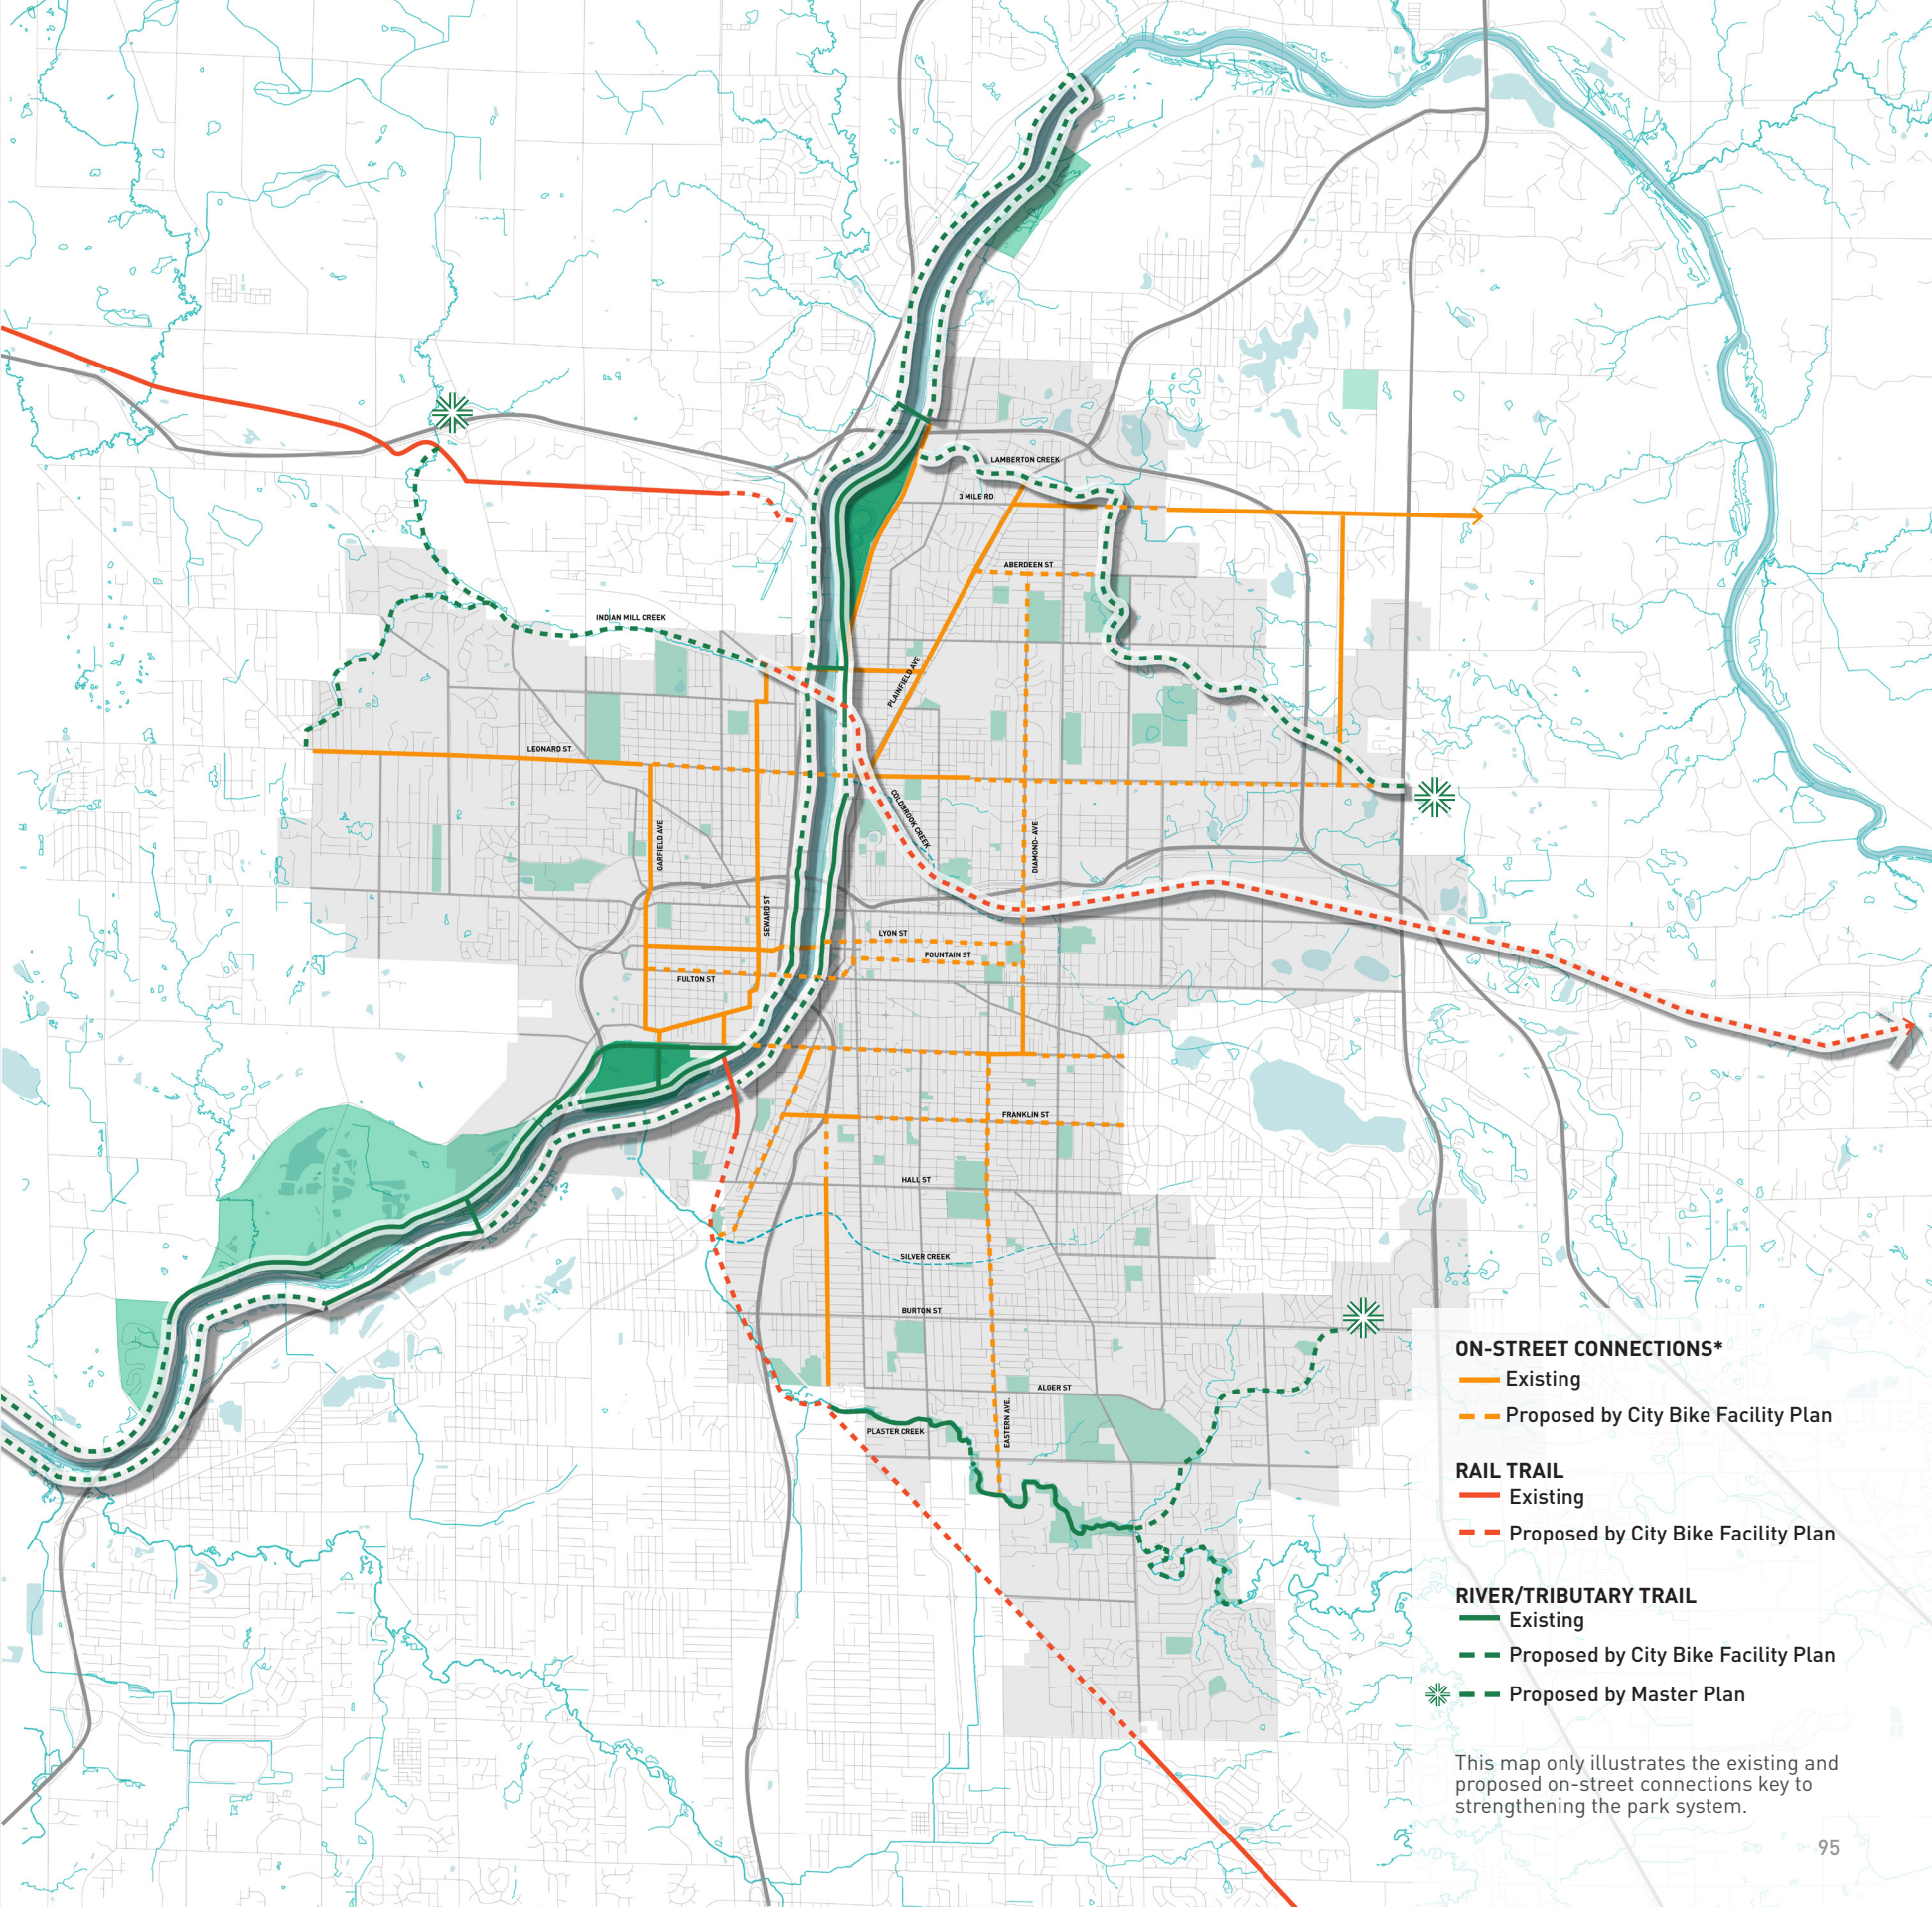 LAMBERTON CREEK
3 MILE RD
ABERDEEN ST
INDIAN MILL CREEK
PLAINFIELD AVE
LEONARD ST
COLDBROOK CREEK
GARFIELD AVE
DIAMOND- AVE
SEWARD ST
LYON ST
FOUNTAIN ST
FULTON ST
FRANKLIN ST
HALL ST
SILVER CREEK
BURTON ST
ALGER ST
EASTERN AVE.
PLASTER CREEK
ON-STREET CONNECTIONS*
Existing
Proposed by City Bike Facility Plan
RAIL TRAIL
Existing
Proposed by City Bike Facility Plan
RIVER/TRIBUTARY TRAIL
Existing
Proposed by City Bike Facility Plan
Proposed by Master Plan
This map only illustrates the existing and
proposed on-street connections key to
strengthening the park system.
95